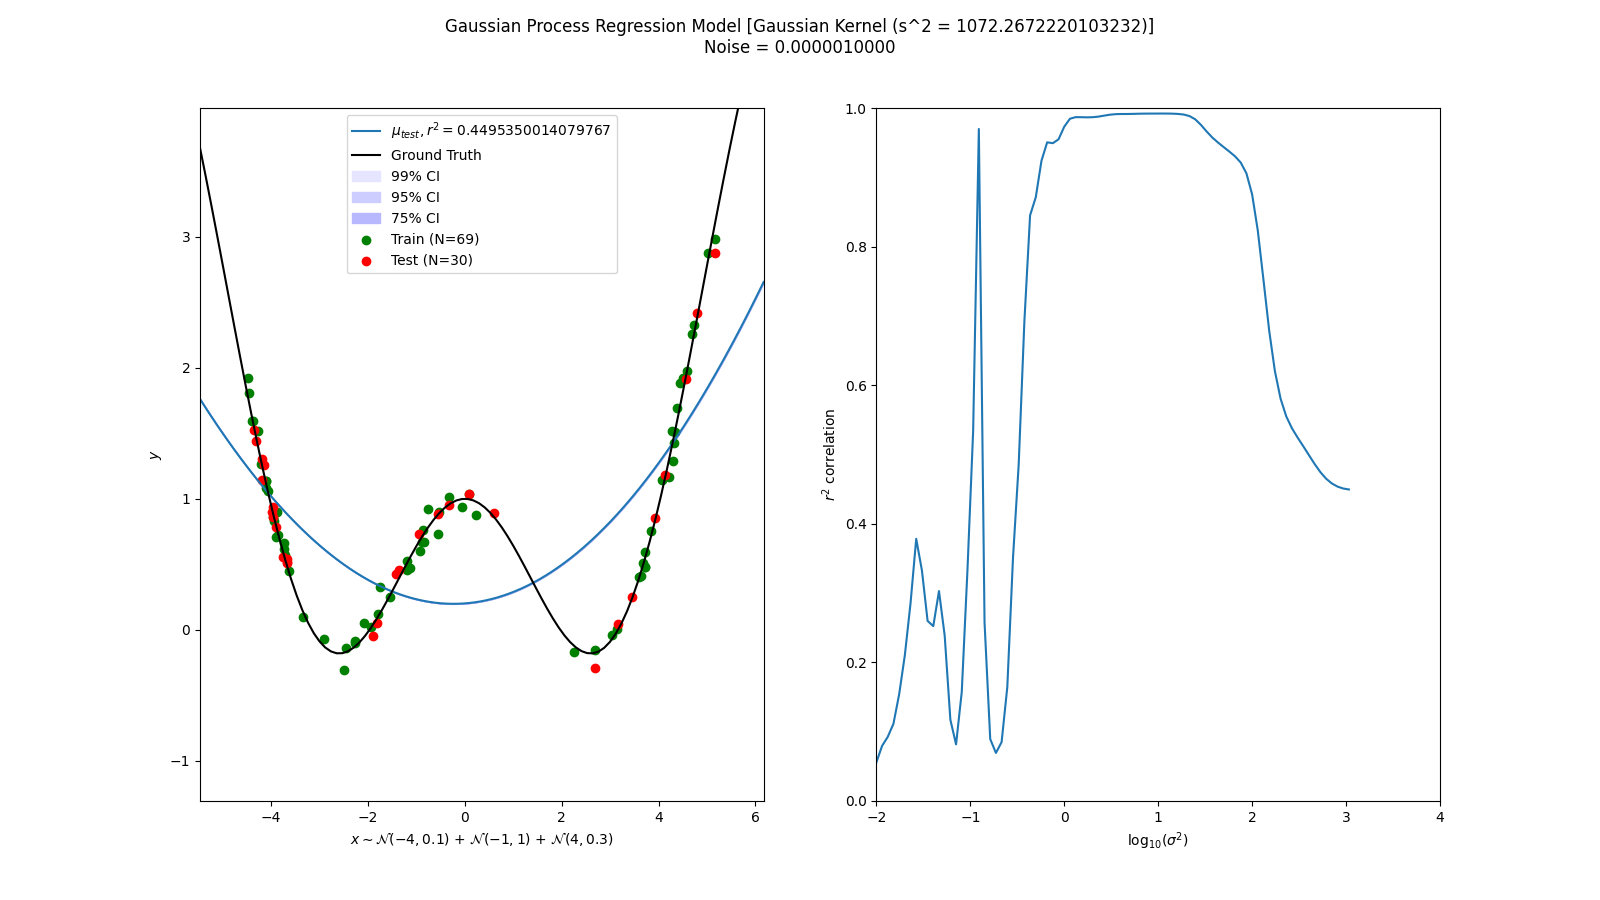 Gaussian Process Regression Model [Gaussian Kernel (s^2 = 1072.2672220103232)]
Noise = 0.0000010000
μ_test, r² = 0.4495350014079767
Ground Truth
99% CI
95% CI
75% CI
Train (N=69)
Test (N=30)
y
3
2
1
0
−1
−4 −2 0 2 4 6
x ∼ 𝒩(−4, 0.1) + 𝒩(−1, 1) + 𝒩(4, 0.3)
r² correlation
1.0
0.8
0.6
0.4
0.2
0.0
−2 −1 0 1 2 3 4
log₁₀(σ²)